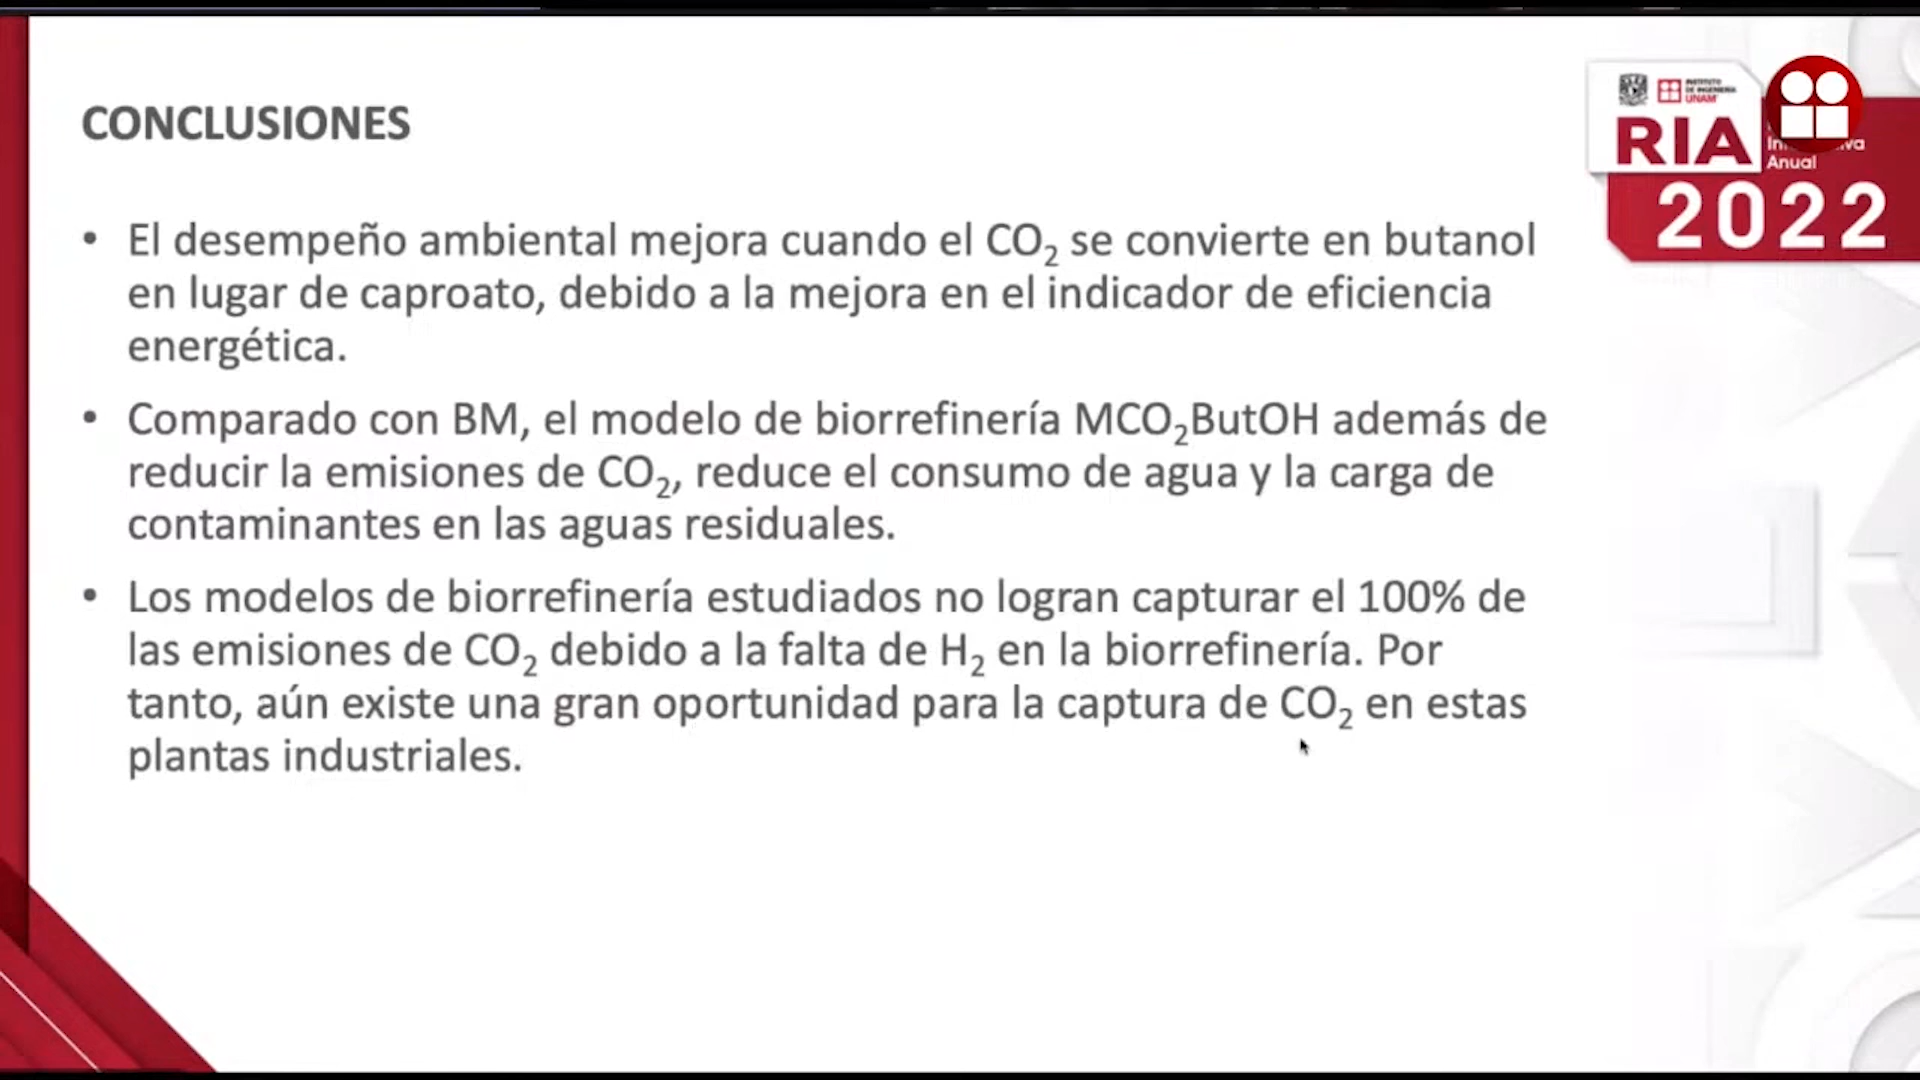 CONCLUSIONES
• El desempeño ambiental mejora cuando el CO₂ se convierte en butanol
en lugar de caproato, debido a la mejora en el indicador de eficiencia
energética.
• Comparado con BM, el modelo de biorrefinería MCO₂ButOH además de
reducir la emisiones de CO₂, reduce el consumo de agua y la carga de
contaminantes en las aguas residuales.
• Los modelos de biorrefinería estudiados no logran capturar el 100% de
las emisiones de CO₂ debido a la falta de H₂ en la biorrefinería. Por
tanto, aún existe una gran oportunidad para la captura de CO₂ en estas
plantas industriales.
INSTITUTO
DE INGENIERÍA
UNAM
RIA
Anual
2022